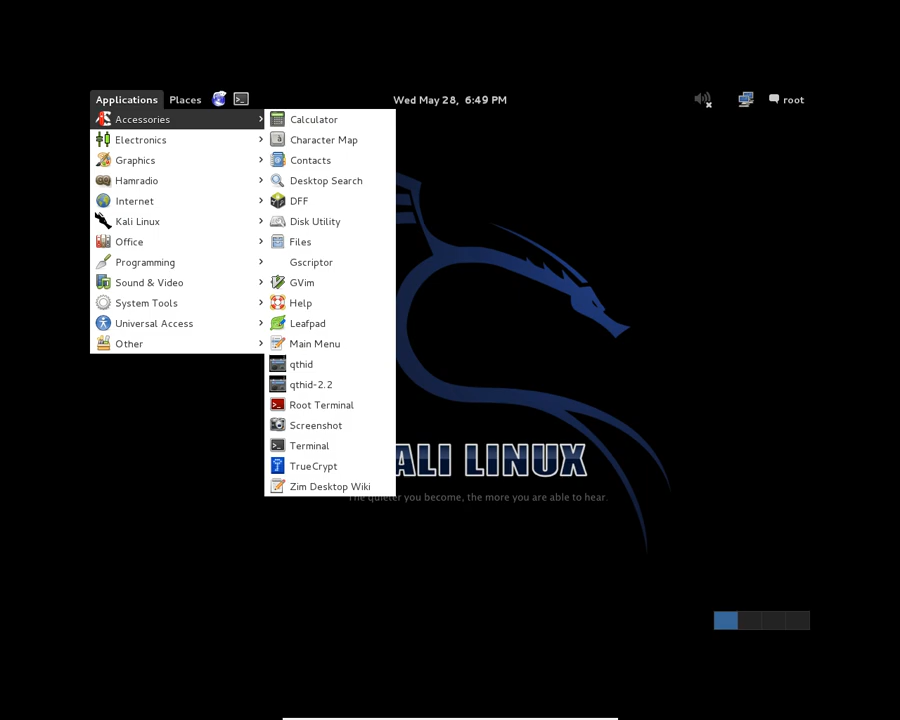 Applications Places Wed May 28, 6:49 PM root
Accessories
Electronics
Graphics
Hamradio
Internet
Kali Linux
Office
Programming
Sound & Video
System Tools
Universal Access
Other
Calculator
Character Map
Contacts
Desktop Search
DFF
Disk Utility
Files
Gscriptor
GVim
Help
Leafpad
Main Menu
qthid
qthid-2.2
Root Terminal
Screenshot
Terminal
TrueCrypt
Zim Desktop Wiki
ALI LINUX
The quieter you become, the more you are able to hear.